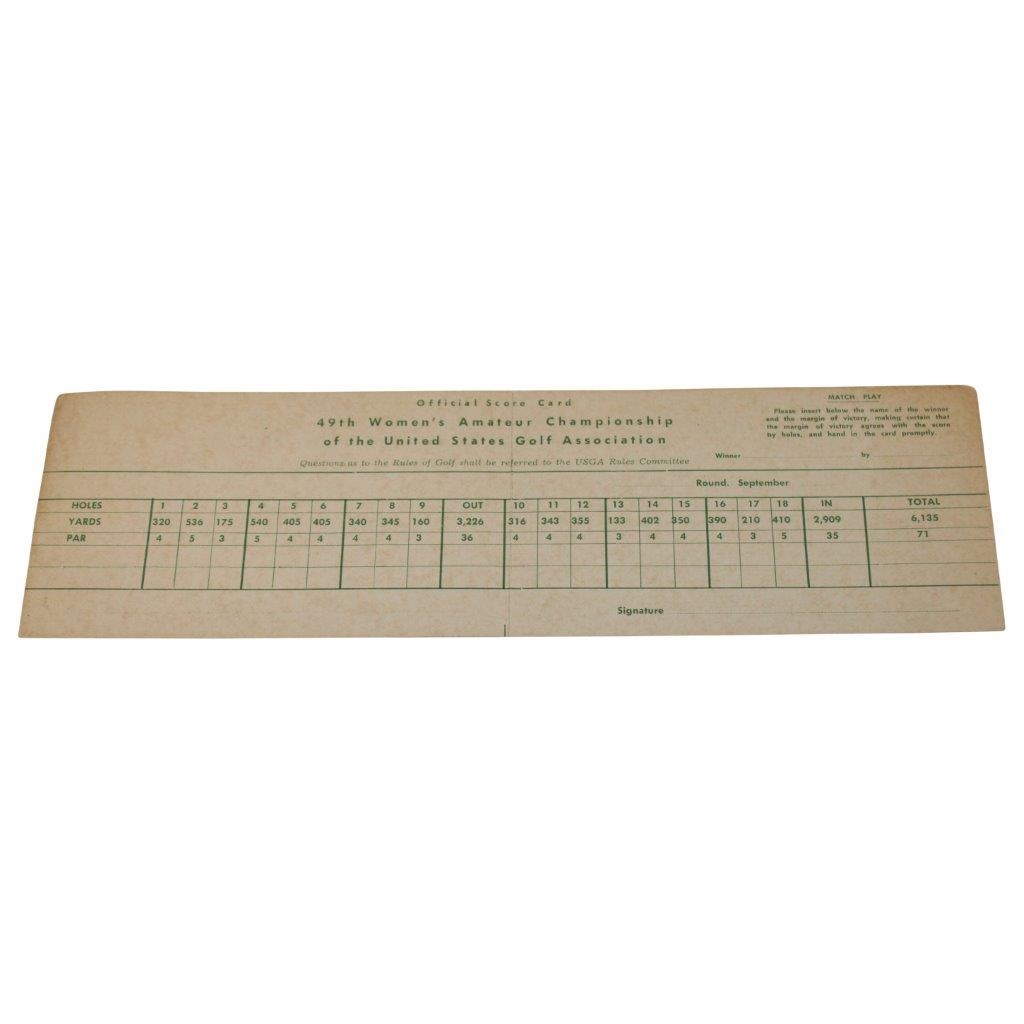 Official Score Card
49th Women's Amateur Championship
of the United States Golf Association
Questions as to the Rules of Golf shall be referred to the USGA Rules Committee
MATCH PLAY
Please insert below the name of the winner
and the margin of victory, making certain that
the margin of victory agrees with the score
by holes, and hand in the card promptly.
Winner by
Round, September
HOLES 1 2 3 4 5 6 7 8 9 OUT 10 11 12 13 14 15 16 17 18 IN TOTAL
YARDS 320 536 175 540 405 405 340 345 160 3,226 316 343 355 133 402 350 390 210 410 2,909 6,135
PAR 4 5 3 5 4 4 4 4 3 36 4 4 4 3 4 4 4 3 5 35 71
Signature